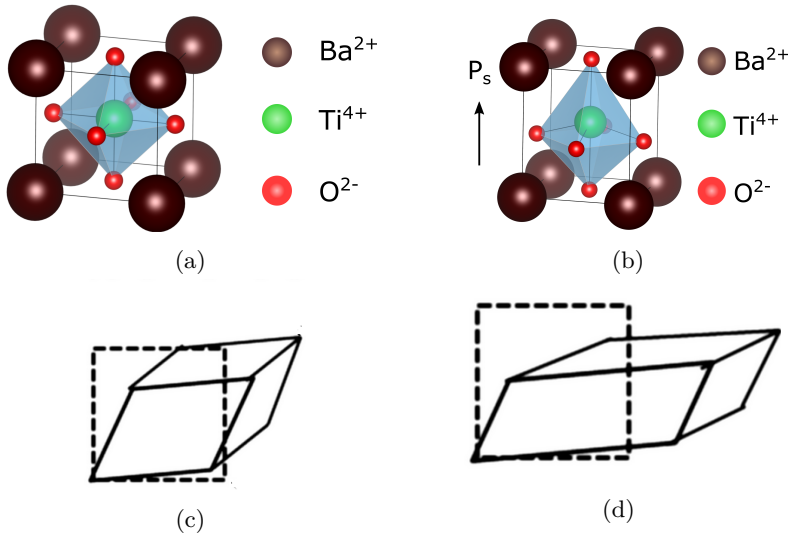 Ba2+
Ti4+
O2-
(a)
Ps
Ba2+
Ti4+
O2-
(b)
(c)
(d)